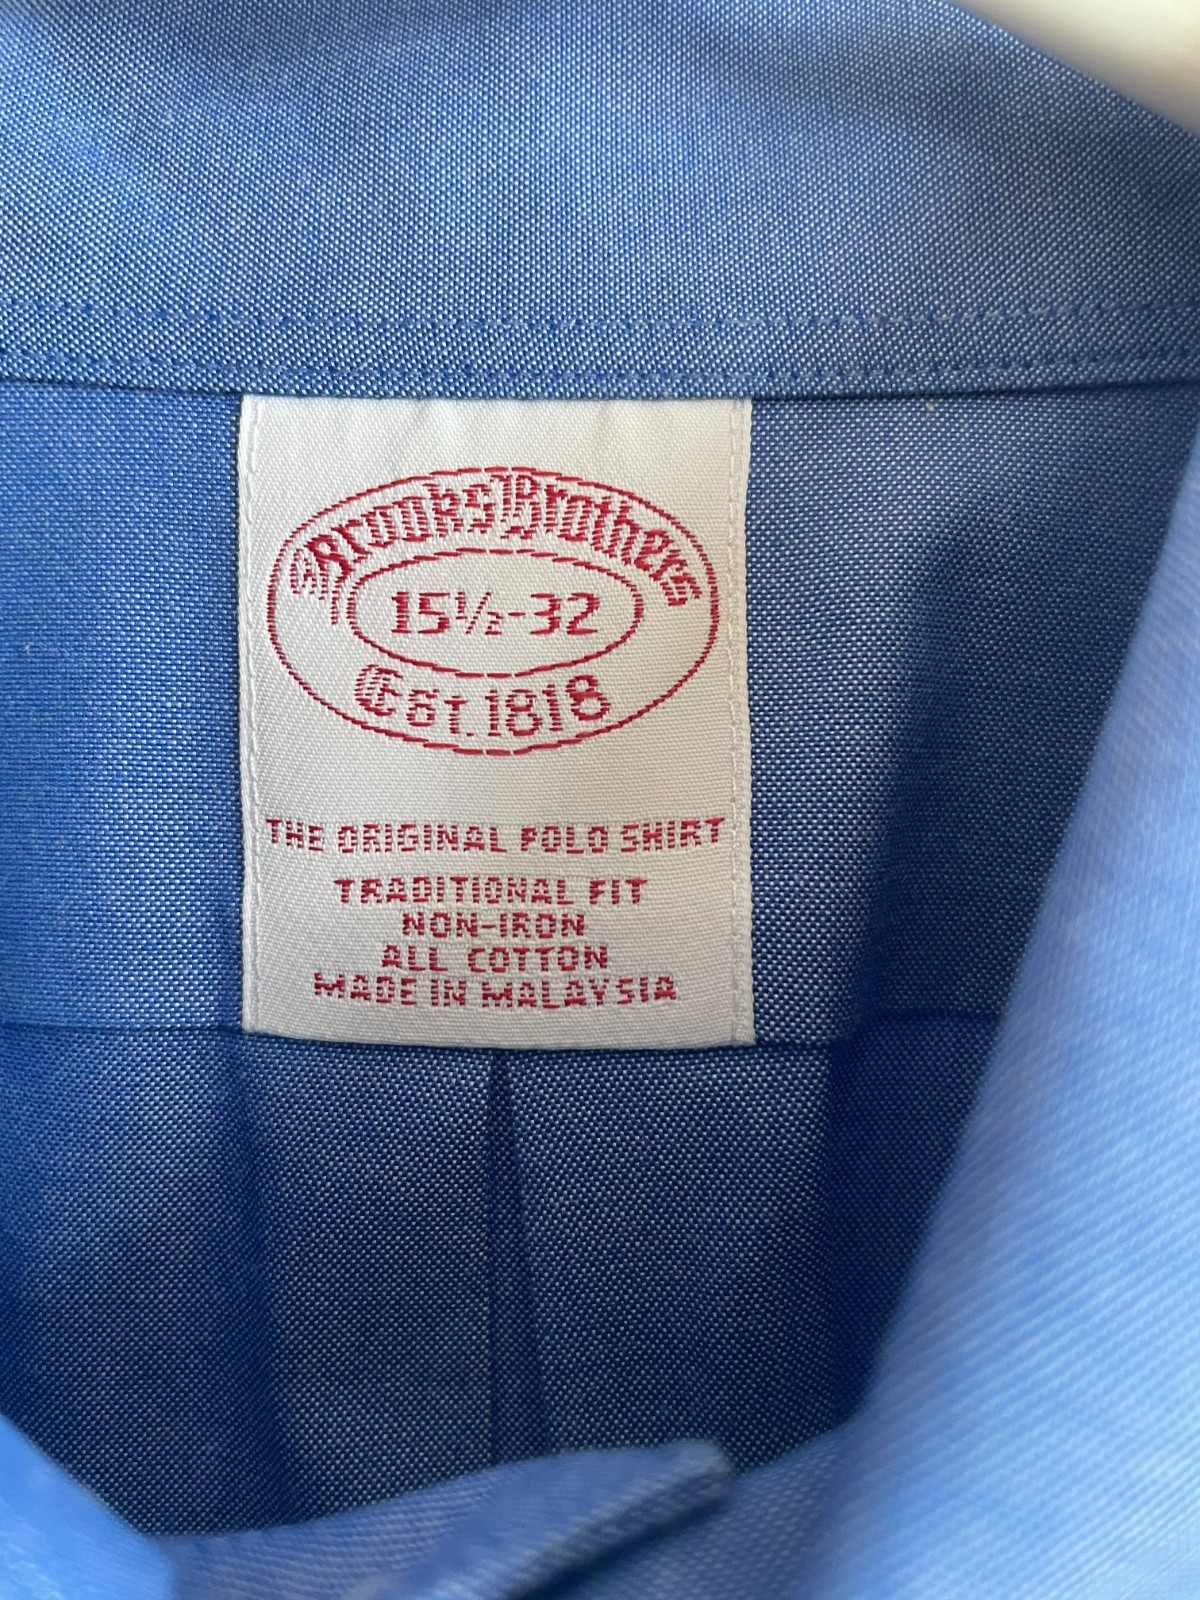 Brooks Brothers
15½-32
Est. 1818
THE ORIGINAL POLO SHIRT
TRADITIONAL FIT
NON-IRON
ALL COTTON
MADE IN MALAYSIA